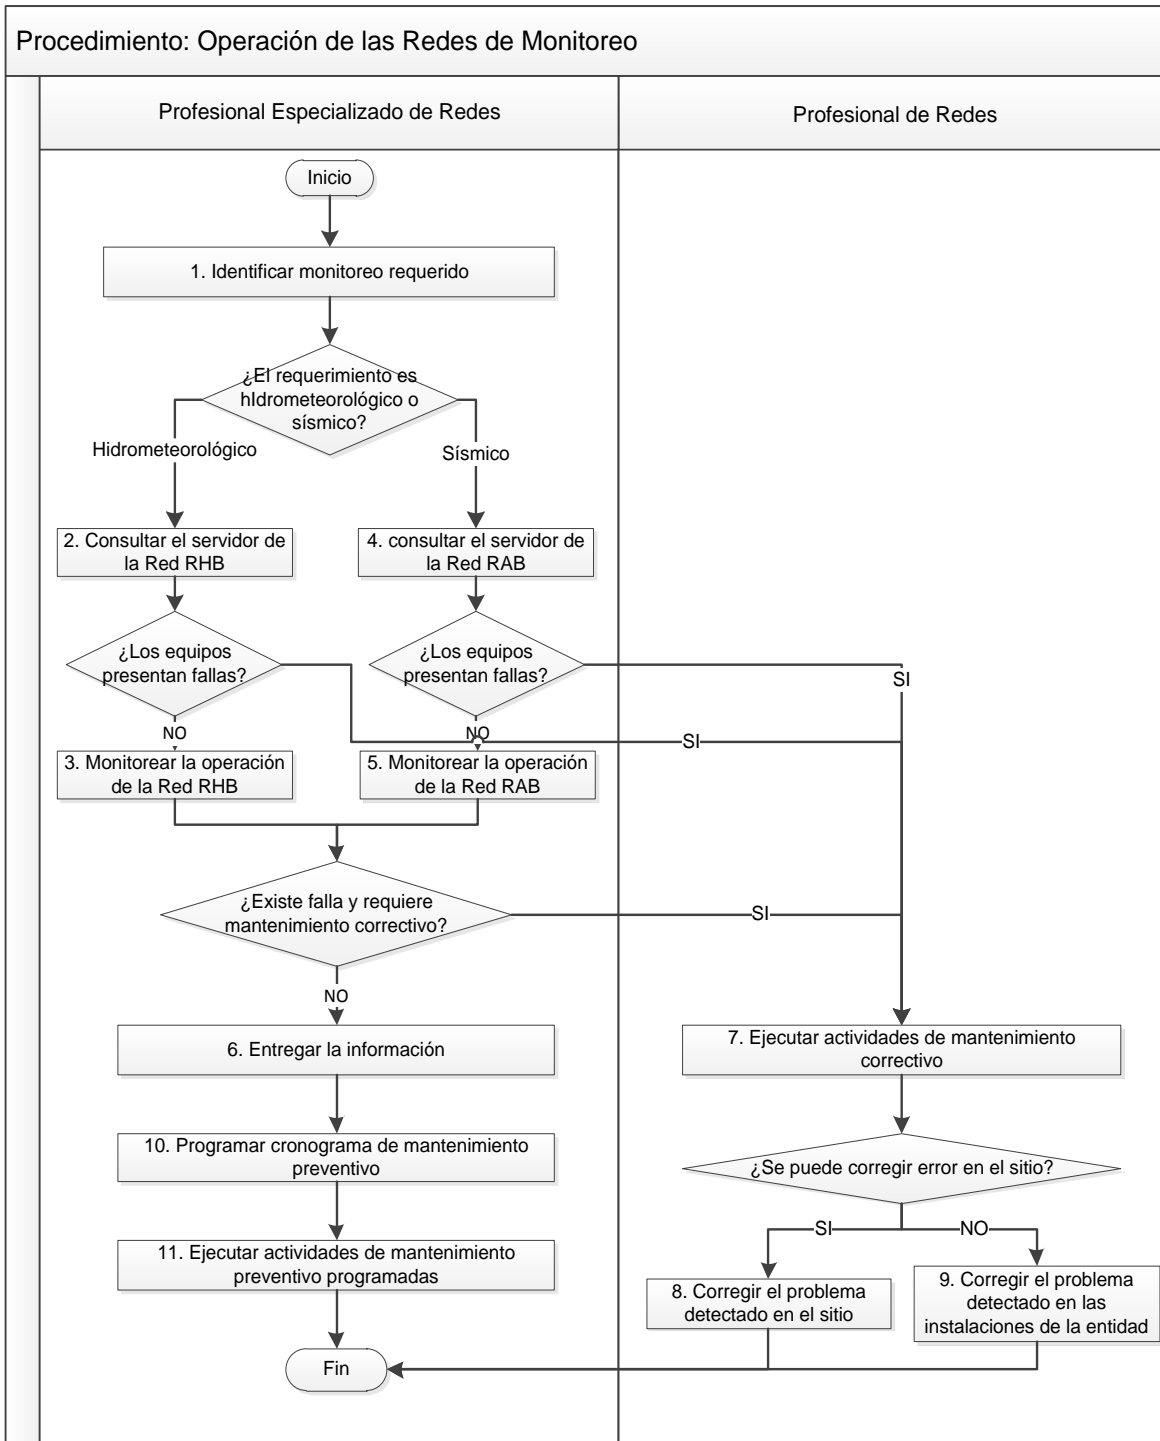 Procedimiento: Operación de las Redes de Monitoreo
Profesional Especializado de Redes
Profesional de Redes
Inicio
1. Identificar monitoreo requerido
¿El requerimiento es
hIdrometeorológico o
sísmico?
Hidrometeorológico
Sísmico
2. Consultar el servidor de
la Red RHB
4. consultar el servidor de
la Red RAB
¿Los equipos
presentan fallas?
¿Los equipos
presentan fallas?
SI
NO
NO
SI
3. Monitorear la operación
de la Red RHB
5. Monitorear la operación
de la Red RAB
¿Existe falla y requiere
mantenimiento correctivo?
SI
NO
6. Entregar la información
7. Ejecutar actividades de mantenimiento
correctivo
10. Programar cronograma de mantenimiento
preventivo
¿Se puede corregir error en el sitio?
SI
NO
11. Ejecutar actividades de mantenimiento
preventivo programadas
8. Corregir el problema
detectado en el sitio
9. Corregir el problema
detectado en las
instalaciones de la entidad
Fin